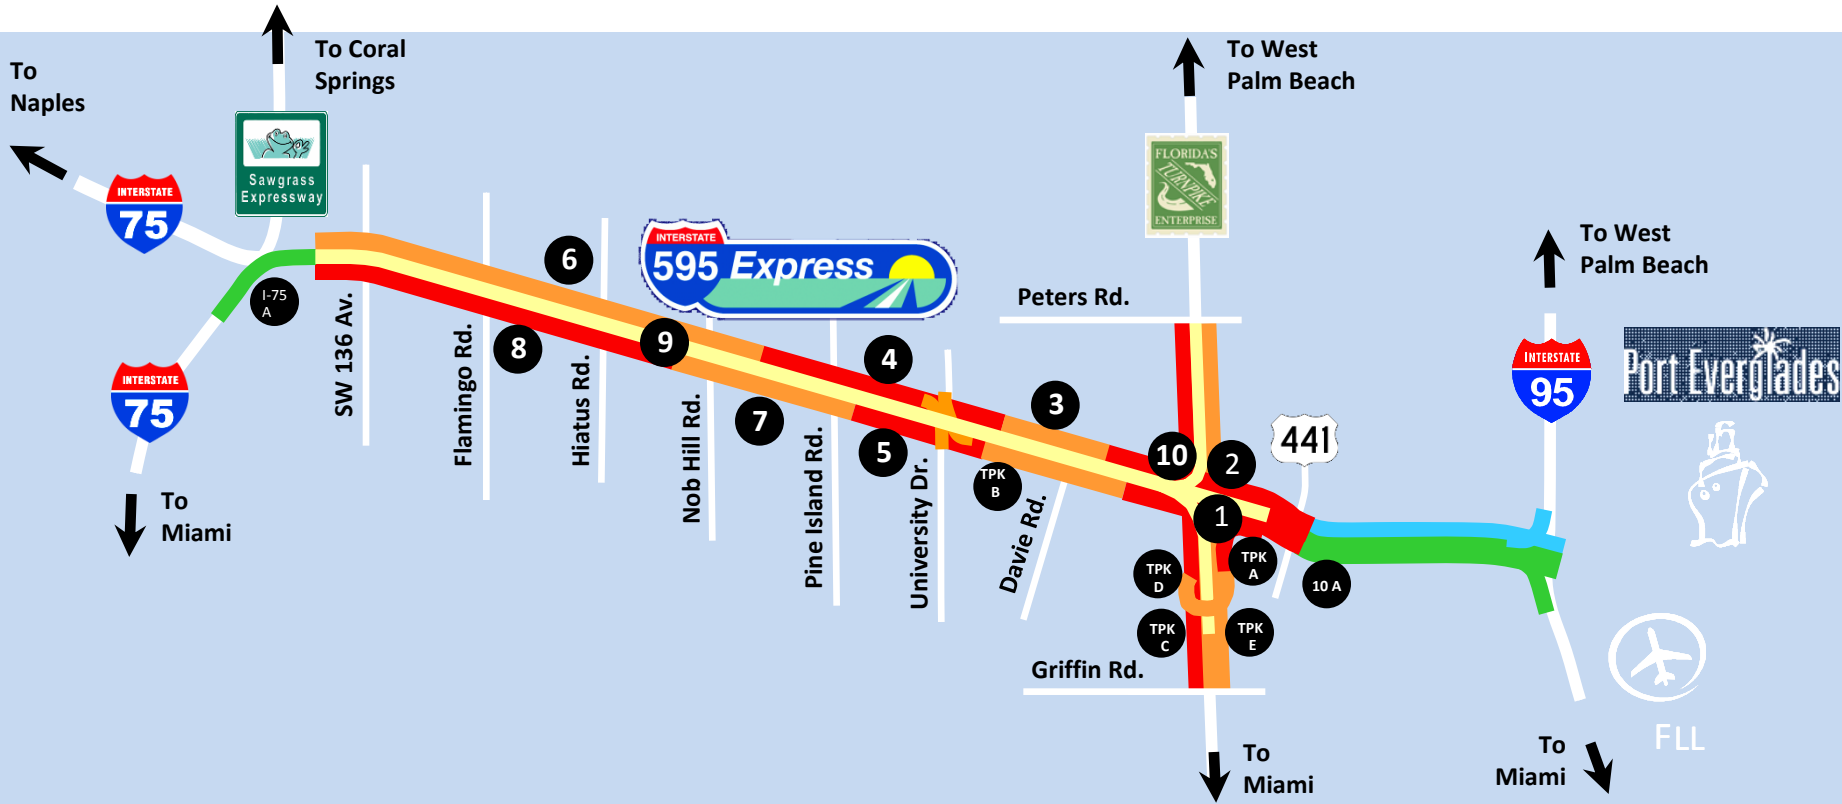 To Coral
Springs
To
Naples
To West
Palm Beach
INTERSTATE
75
Sawgrass
Expressway
FLORIDA'S
TURNPIKE
ENTERPRISE
To West
Palm Beach
INTERSTATE
595 Express
6
I-75
A
Peters Rd.
SW 136 Av.
Flamingo Rd.
8
Hiatus Rd.
9
4
3
INTERSTATE
75
INTERSTATE
95
Port Everglades
7
5
10
2
441
Nob Hill Rd.
Pine Island Rd.
University Dr.
TPK
B
Davie Rd.
1
To
Miami
TPK
D
TPK
A
10 A
TPK
C
TPK
E
Griffin Rd.
FLL
To
Miami
To
Miami